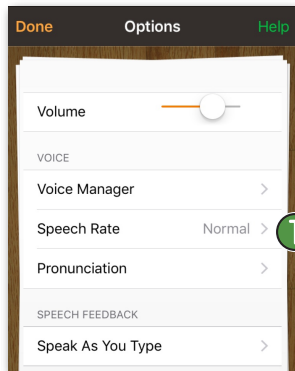 Done Options Help
Volume
VOICE
Voice Manager
Speech Rate Normal
Pronunciation
SPEECH FEEDBACK
Speak As You Type